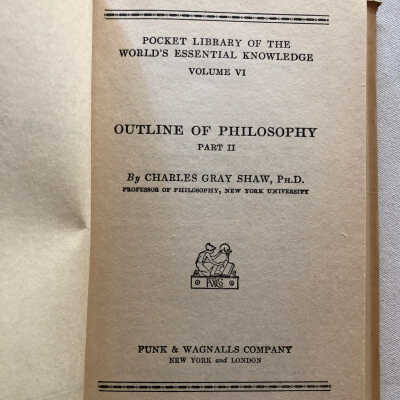 POCKET LIBRARY OF THE
WORLD'S ESSENTIAL KNOWLEDGE
VOLUME VI
OUTLINE OF PHILOSOPHY
PART II
By CHARLES GRAY SHAW, PH.D.
PROFESSOR OF PHILOSOPHY, NEW YORK UNIVERSITY
FUNK & WAGNALLS COMPANY
NEW YORK and LONDON